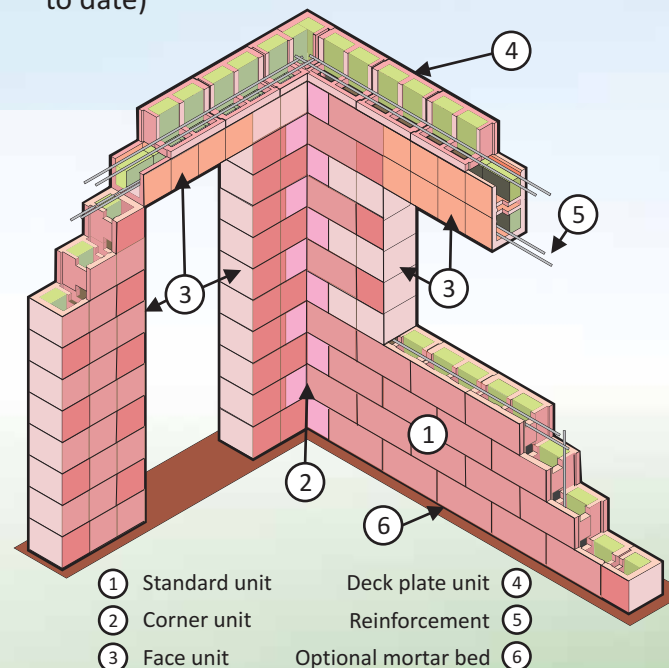 to date)
4
5
3
3
1
2
6
1 Standard unit Deck plate unit 4
2 Corner unit Reinforcement 5
3 Face unit Optional mortar bed 6